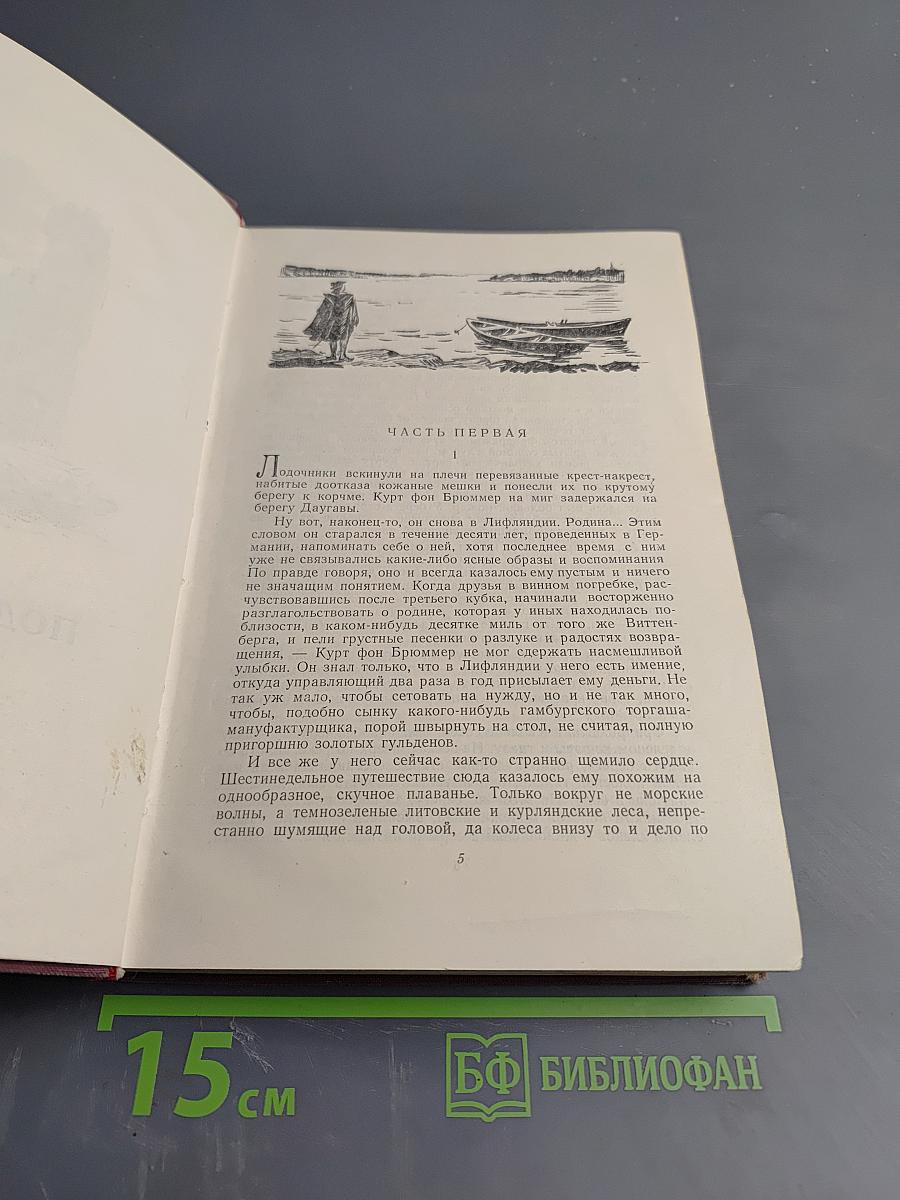 ЧАСТЬ ПЕРВАЯ
1
Лодочники вскинули на плечи перевязанные крест-накрест,
набитые доотказа кожаные мешки и понесли их по крутому
берегу к корчме. Курт фон Брюммер на миг задержался на
берегу Даугавы.
Ну вот, наконец-то, он снова в Лифляндии. Родина... Этим
словом он старался в течение десяти лет, проведенных в Гер-
мании, напоминать себе о ней, хотя последнее время с ним
уже не связывались какие-либо ясные образы и воспоминания
По правде говоря, оно и всегда казалось ему пустым и ничего
не значащим понятием. Когда друзья в винном погребке, рас-
чувствовавшись после третьего кубка, начинали восторженно
разглагольствовать о родине, которая у иных находилась по-
близости, в каком-нибудь десятке миль от того же Виттен-
берга, и пели грустные песенки о разлуке и радостях возвра-
щения, — Курт фон Брюммер не мог сдержать насмешливой
улыбки. Он знал только, что в Лифляндии у него есть имение,
откуда управляющий два раза в год присылает ему деньги. Не
так уж мало, чтобы сетовать на нужду, но и не так много,
чтобы, подобно сынку какого-нибудь гамбургского торгаша-
мануфактурщика, порой швырнуть на стол, не считая, полную
пригоршню золотых гульденов.
И все же у него сейчас как-то странно щемило сердце.
Шестинедельное путешествие сюда казалось ему похожим на
однообразное, скучное плаванье. Только вокруг не морские
волны, а темнозеленые литовские и курляндские леса, непре-
станно шумящие над головой, да колеса внизу то и дело по
5
15 см
БФ БИБЛИОФАН